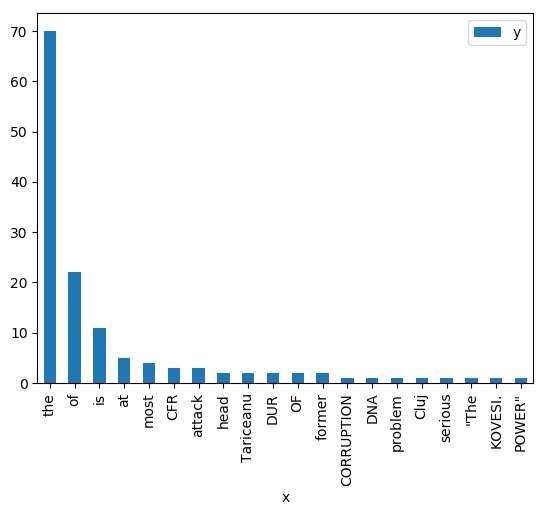 70
60
50
40
30
20
10
0
y
the of is at most CFR attack head Tariceanu DUR OF former CORRUPTION DNA problem Cluj serious "The KOVESI. POWER"
x